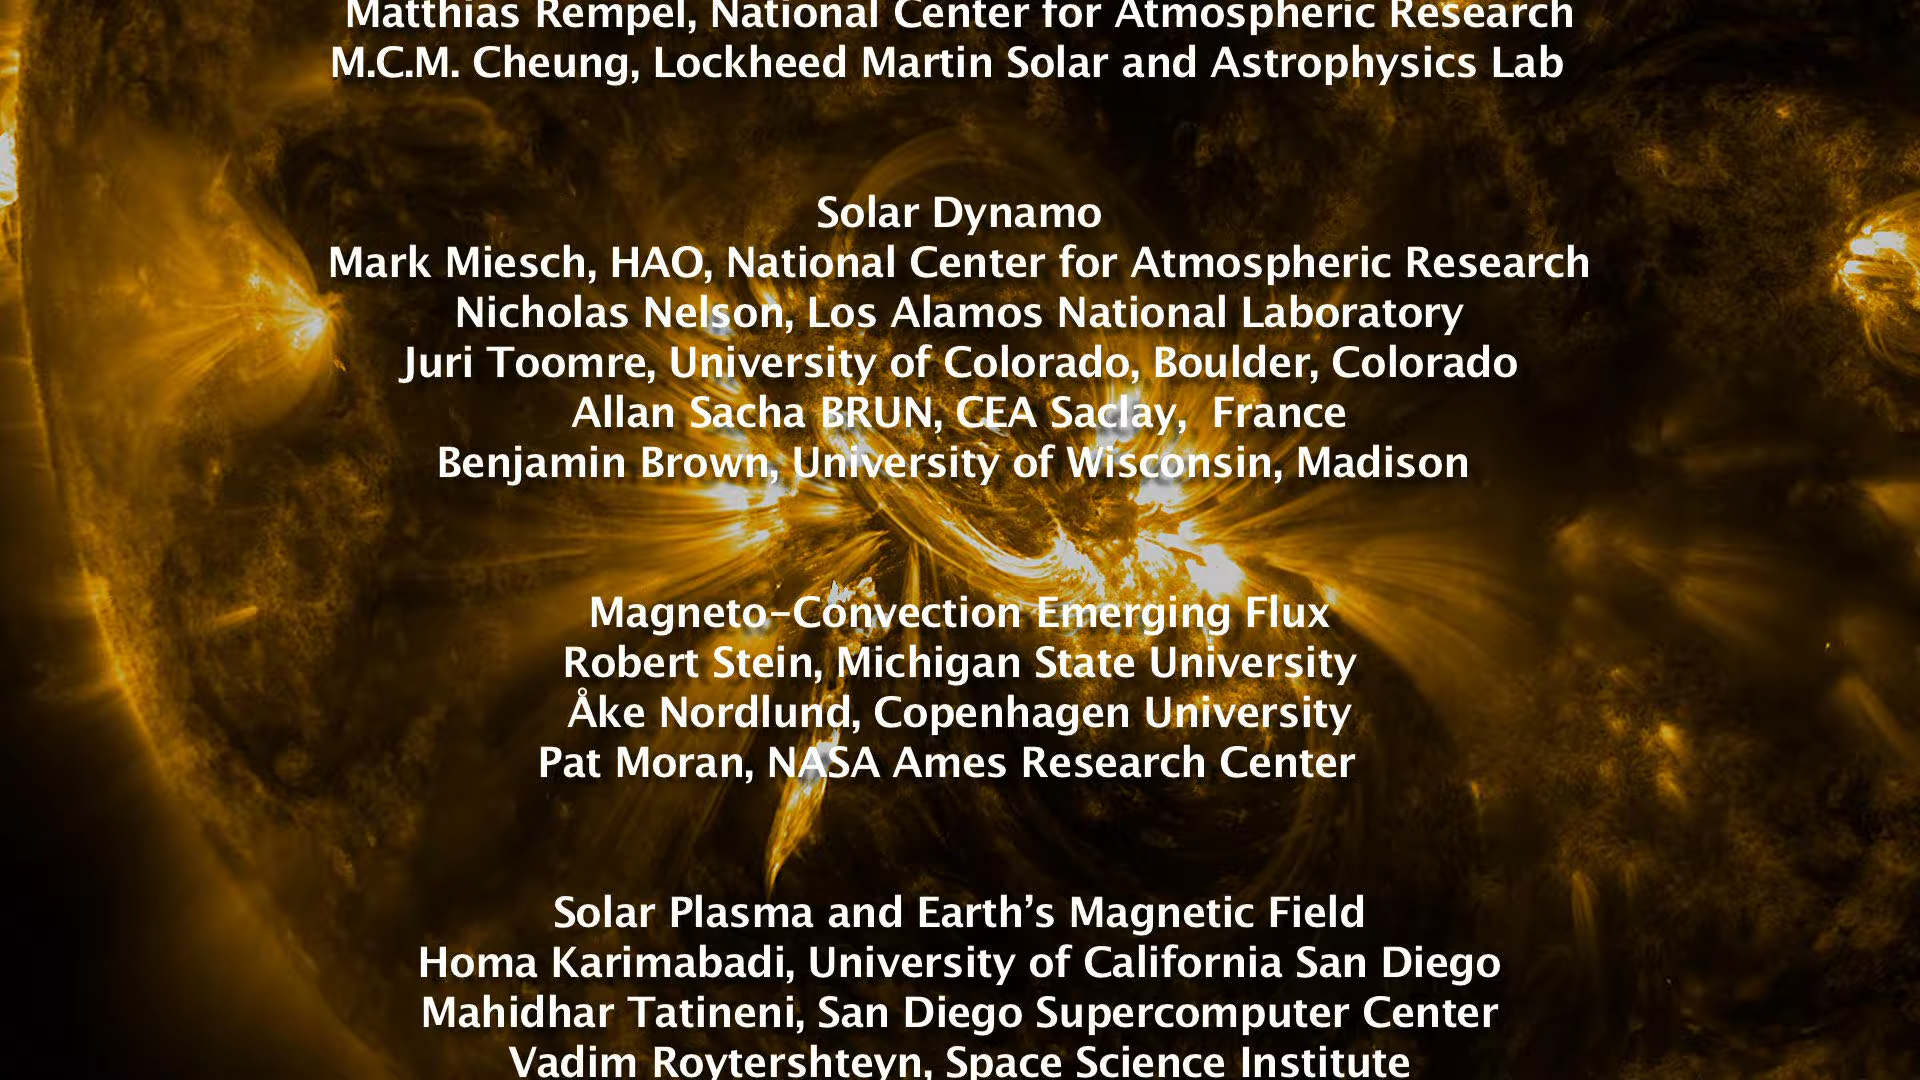 Matthias Rempel, National Center for Atmospheric Research
M.C.M. Cheung, Lockheed Martin Solar and Astrophysics Lab
Solar Dynamo
Mark Miesch, HAO, National Center for Atmospheric Research
Nicholas Nelson, Los Alamos National Laboratory
Juri Toomre, University of Colorado, Boulder, Colorado
Allan Sacha BRUN, CEA Saclay,  France
Benjamin Brown, University of Wisconsin, Madison
Magneto-Convection Emerging Flux
Robert Stein, Michigan State University
Åke Nordlund, Copenhagen University
Pat Moran, NASA Ames Research Center
Solar Plasma and Earth’s Magnetic Field
Homa Karimabadi, University of California San Diego
Mahidhar Tatineni, San Diego Supercomputer Center
Vadim Roytershteyn, Space Science Institute